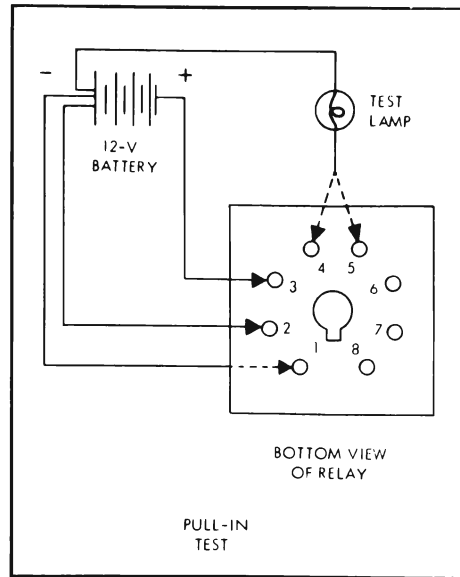 - +
12-V
BATTERY
TEST
LAMP
4 5
3 6
2 7
1 8
BOTTOM VIEW
OF RELAY
PULL-IN
TEST